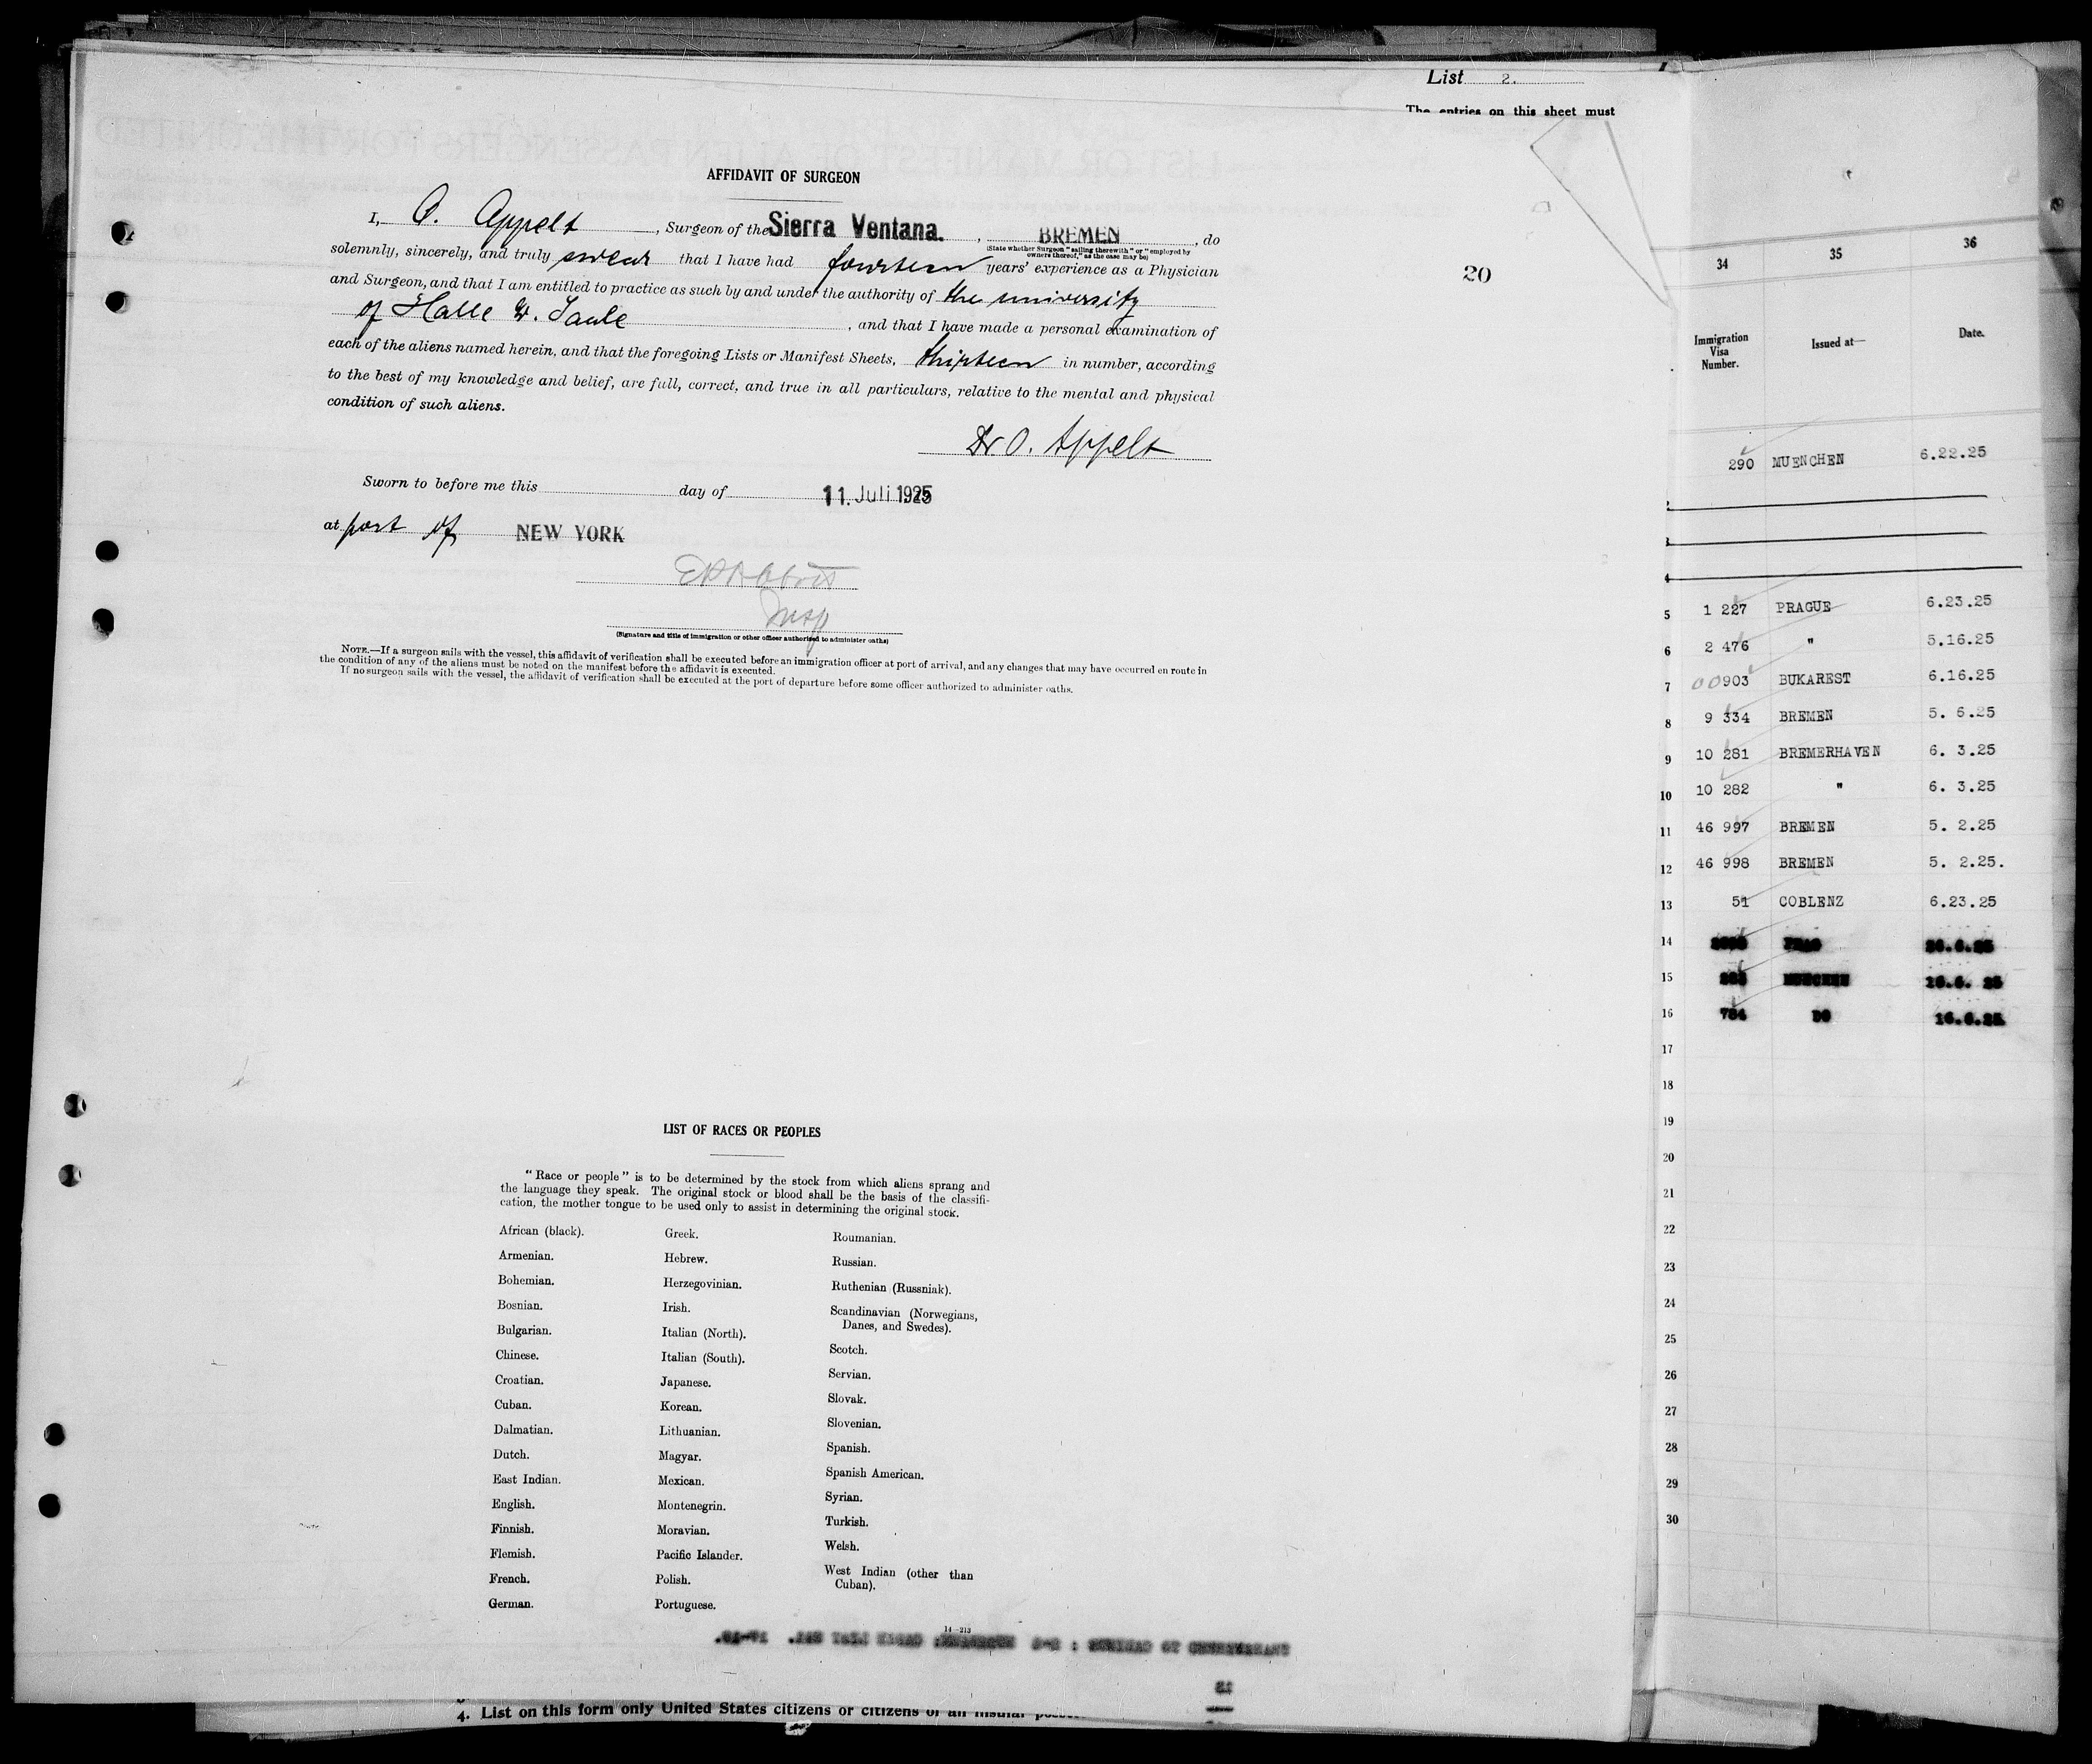 List 2.
The entries on this sheet must
AFFIDAVIT OF SURGEON
I, O. Appelt, Surgeon of the Sierra Ventana., BREMEN, do
(State whether Surgeon "sailing therewith" or "employed by owners thereof," as the case may be)
solemnly, sincerely, and truly swear that I have had fourteen years' experience as a Physician
and Surgeon, and that I am entitled to practice as such by and under the authority of the university
of Halle, and that I have made a personal examination of
each of the aliens named herein, and that the foregoing Lists or Manifest Sheets, thirteen in number, according
to the best of my knowledge and belief, are full, correct, and true in all particulars, relative to the mental and physical
condition of such aliens.
Dr O. Appelt
Sworn to before me this day of 11. Juli 1925
at port of NEW YORK
Insp
(Signature and title of immigration or other officer authorized to administer oaths)
NOTE.—If a surgeon sails with the vessel, this affidavit of verification shall be executed before an immigration officer at port of arrival, and any changes that may have occurred en route in
the condition of any of the aliens must be noted on the manifest before the affidavit is executed.
If no surgeon sails with the vessel, the affidavit of verification shall be executed at the port of departure before some officer authorized to administer oaths.
20
LIST OF RACES OR PEOPLES
"Race or people" is to be determined by the stock from which aliens sprang and
the language they speak. The original stock or blood shall be the basis of the classifi-
cation, the mother tongue to be used only to assist in determining the original stock.
African (black).
Armenian.
Bohemian.
Bosnian.
Bulgarian.
Chinese.
Croatian.
Cuban.
Dalmatian.
Dutch.
East Indian.
English.
Finnish.
Flemish.
French.
German.
Greek.
Hebrew.
Herzegovinian.
Irish.
Italian (North).
Italian (South).
Japanese.
Korean.
Lithuanian.
Magyar.
Mexican.
Montenegrin.
Moravian.
Pacific Islander.
Polish.
Portuguese.
Roumanian.
Russian.
Ruthenian (Russniak).
Scandinavian (Norwegians,
Danes, and Swedes).
Scotch.
Servian.
Slovak.
Slovenian.
Spanish.
Spanish American.
Syrian.
Turkish.
Welsh.
West Indian (other than
Cuban).
14—213
4. List on this form only United States citizens or citizens of an insular
34 35 36
Immigration Visa Number. Issued at— Date.
290 MUENCHEN 6.22.25
4
5 1 227 PRAGUE 6.23.25
6 2 476 " 5.16.25
7 00903 BUKAREST 6.16.25
8 9 334 BREMEN 5. 6.25
9 10 281 BREMERHAVEN 6. 3.25
10 10 282 " 6. 3.25
11 46 997 BREMEN 5. 2.25
12 46 998 BREMEN 5. 2.25.
13 51 COBLENZ 6.23.25
14
15 MUENCHEN
16 784 DO 16.6.25
17
18
19
20
21
22
23
24
25
26
27
28
29
30